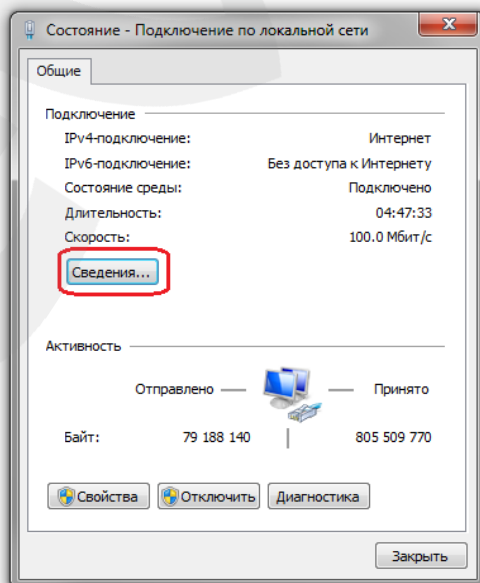 Состояние - Подключение по локальной сети
Общие
Подключение
IPv4-подключение: Интернет
IPv6-подключение: Без доступа к Интернету
Состояние среды: Подключено
Длительность: 04:47:33
Скорость: 100.0 Мбит/с
Сведения...
Активность
Отправлено — — Принято
Байт: 79 188 140 805 509 770
Свойства Отключить Диагностика
Закрыть